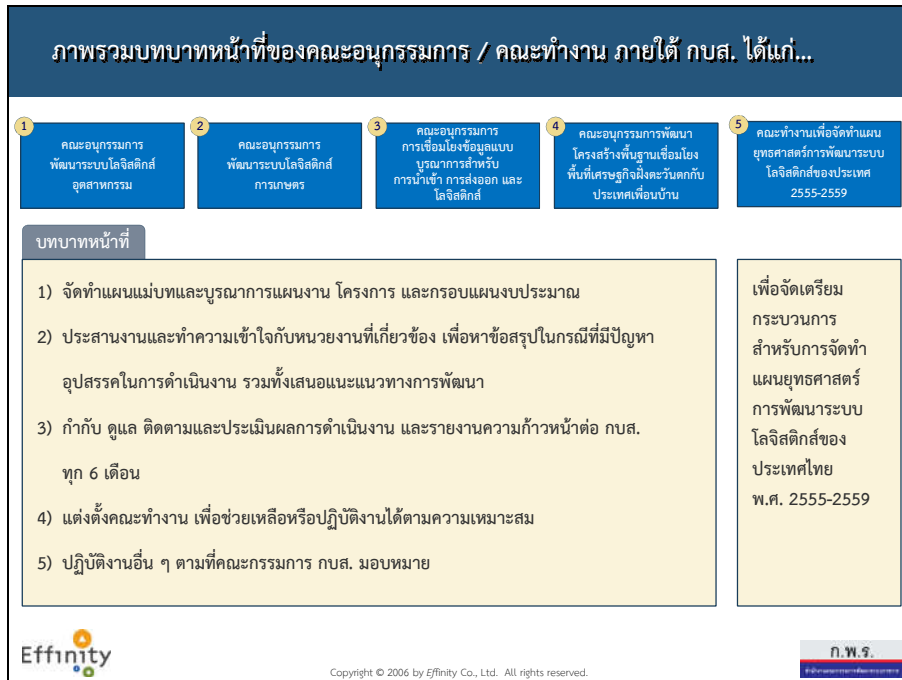 ภาพรวมบทบาทหน้าที่ของคณะอนุกรรมการ / คณะทำงาน ภายใต้ กบส. ได้แก่...
1
คณะอนุกรรมการ
พัฒนาระบบโลจิสติกส์
อุตสาหกรรม
2
คณะอนุกรรมการ
พัฒนาระบบโลจิสติกส์
การเกษตร
3
คณะอนุกรรมการ
การเชื่อมโยงข้อมูลแบบ
บูรณาการสำหรับ
การนำเข้า การส่งออก และ
โลจิสติกส์
4
คณะอนุกรรมการพัฒนา
โครงสร้างพื้นฐานเชื่อมโยง
พื้นที่เศรษฐกิจฝั่งตะวันตกกับ
ประเทศเพื่อนบ้าน
5
คณะทำงานเพื่อจัดทำแผน
ยุทธศาสตร์การพัฒนาระบบ
โลจิสติกส์ของประเทศ
2555-2559
บทบาทหน้าที่
1) จัดทำแผนแม่บทและบูรณาการแผนงาน โครงการ และกรอบแผนงบประมาณ
2) ประสานงานและทำความเข้าใจกับหนวยงานที่เกี่ยวข้อง เพื่อหาข้อสรุปในกรณีที่มีปัญหา
อุปสรรคในการดำเนินงาน รวมทั้งเสนอแนะแนวทางการพัฒนา
3) กำกับ ดูแล ติดตามและประเมินผลการดำเนินงาน และรายงานความก้าวหน้าต่อ กบส.
ทุก 6 เดือน
4) แต่งตั้งคณะทำงาน เพื่อช่วยเหลือหรือปฏิบัติงานได้ตามความเหมาะสม
5) ปฏิบัติงานอื่น ๆ ตามที่คณะกรรมการ กบส. มอบหมาย
เพื่อจัดเตรียม
กระบวนการ
สำหรับการจัดทำ
แผนยุทธศาสตร์
การพัฒนาระบบ
โลจิสติกส์ของ
ประเทศไทย
พ.ศ. 2555-2559
Effinity
Copyright © 2006 by Effinity Co., Ltd. All rights reserved.
ก.พ.ร.